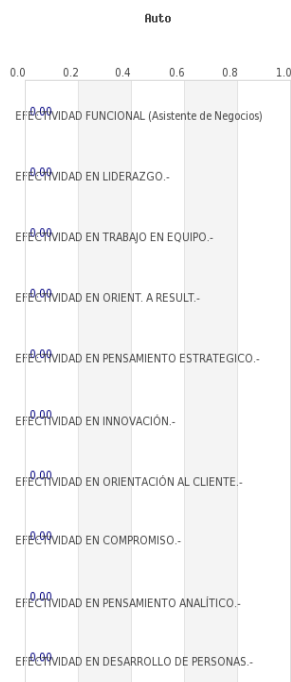 Auto
0.0 0.2 0.4 0.6 0.8 1.0
0.00
EFECTIVIDAD FUNCIONAL (Asistente de Negocios)
0.00
EFECTIVIDAD EN LIDERAZGO.-
0.00
EFECTIVIDAD EN TRABAJO EN EQUIPO.-
0.00
EFECTIVIDAD EN ORIENT. A RESULT.-
0.00
EFECTIVIDAD EN PENSAMIENTO ESTRATEGICO.-
0.00
EFECTIVIDAD EN INNOVACIÓN.-
0.00
EFECTIVIDAD EN ORIENTACIÓN AL CLIENTE.-
0.00
EFECTIVIDAD EN COMPROMISO.-
0.00
EFECTIVIDAD EN PENSAMIENTO ANALÍTICO.-
0.00
EFECTIVIDAD EN DESARROLLO DE PERSONAS.-